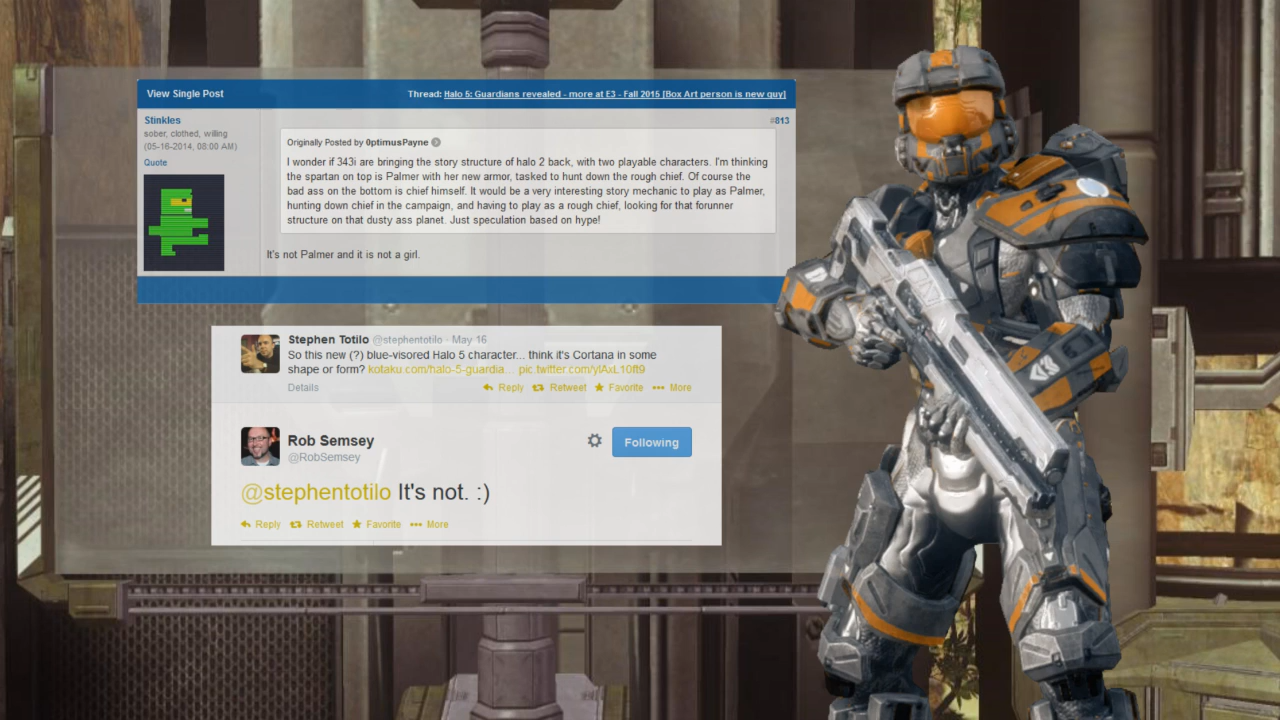 View Single Post
Thread: Halo 5: Guardians revealed - more at E3 - Fall 2015 [Box Art person is new guy]
Stinkles
#813
sober, clothed, willing
(05-16-2014, 08:00 AM)
Quote
Originally Posted by 0ptimusPayne
I wonder if 343i are bringing the story structure of halo 2 back, with two playable characters. I'm thinking
the spartan on top is Palmer with her new armor, tasked to hunt down the rough chief. Of course the
bad ass on the bottom is chief himself. It would be a very interesting story mechanic to play as Palmer,
hunting down chief in the campaign, and having to play as a rough chief, looking for that forunner
structure on that dusty ass planet. Just speculation based on hype!
It's not Palmer and it is not a girl.
Stephen Totilo @stephentotilo · May 16
So this new (?) blue-visored Halo 5 character... think it's Cortana in some
shape or form? kotaku.com/halo-5-guardia...
Details
Reply Retweet Favorite ••• More
Rob Semsey
@RobSemsey
Following
@stephentotilo It's not. :)
Reply Retweet Favorite ••• More